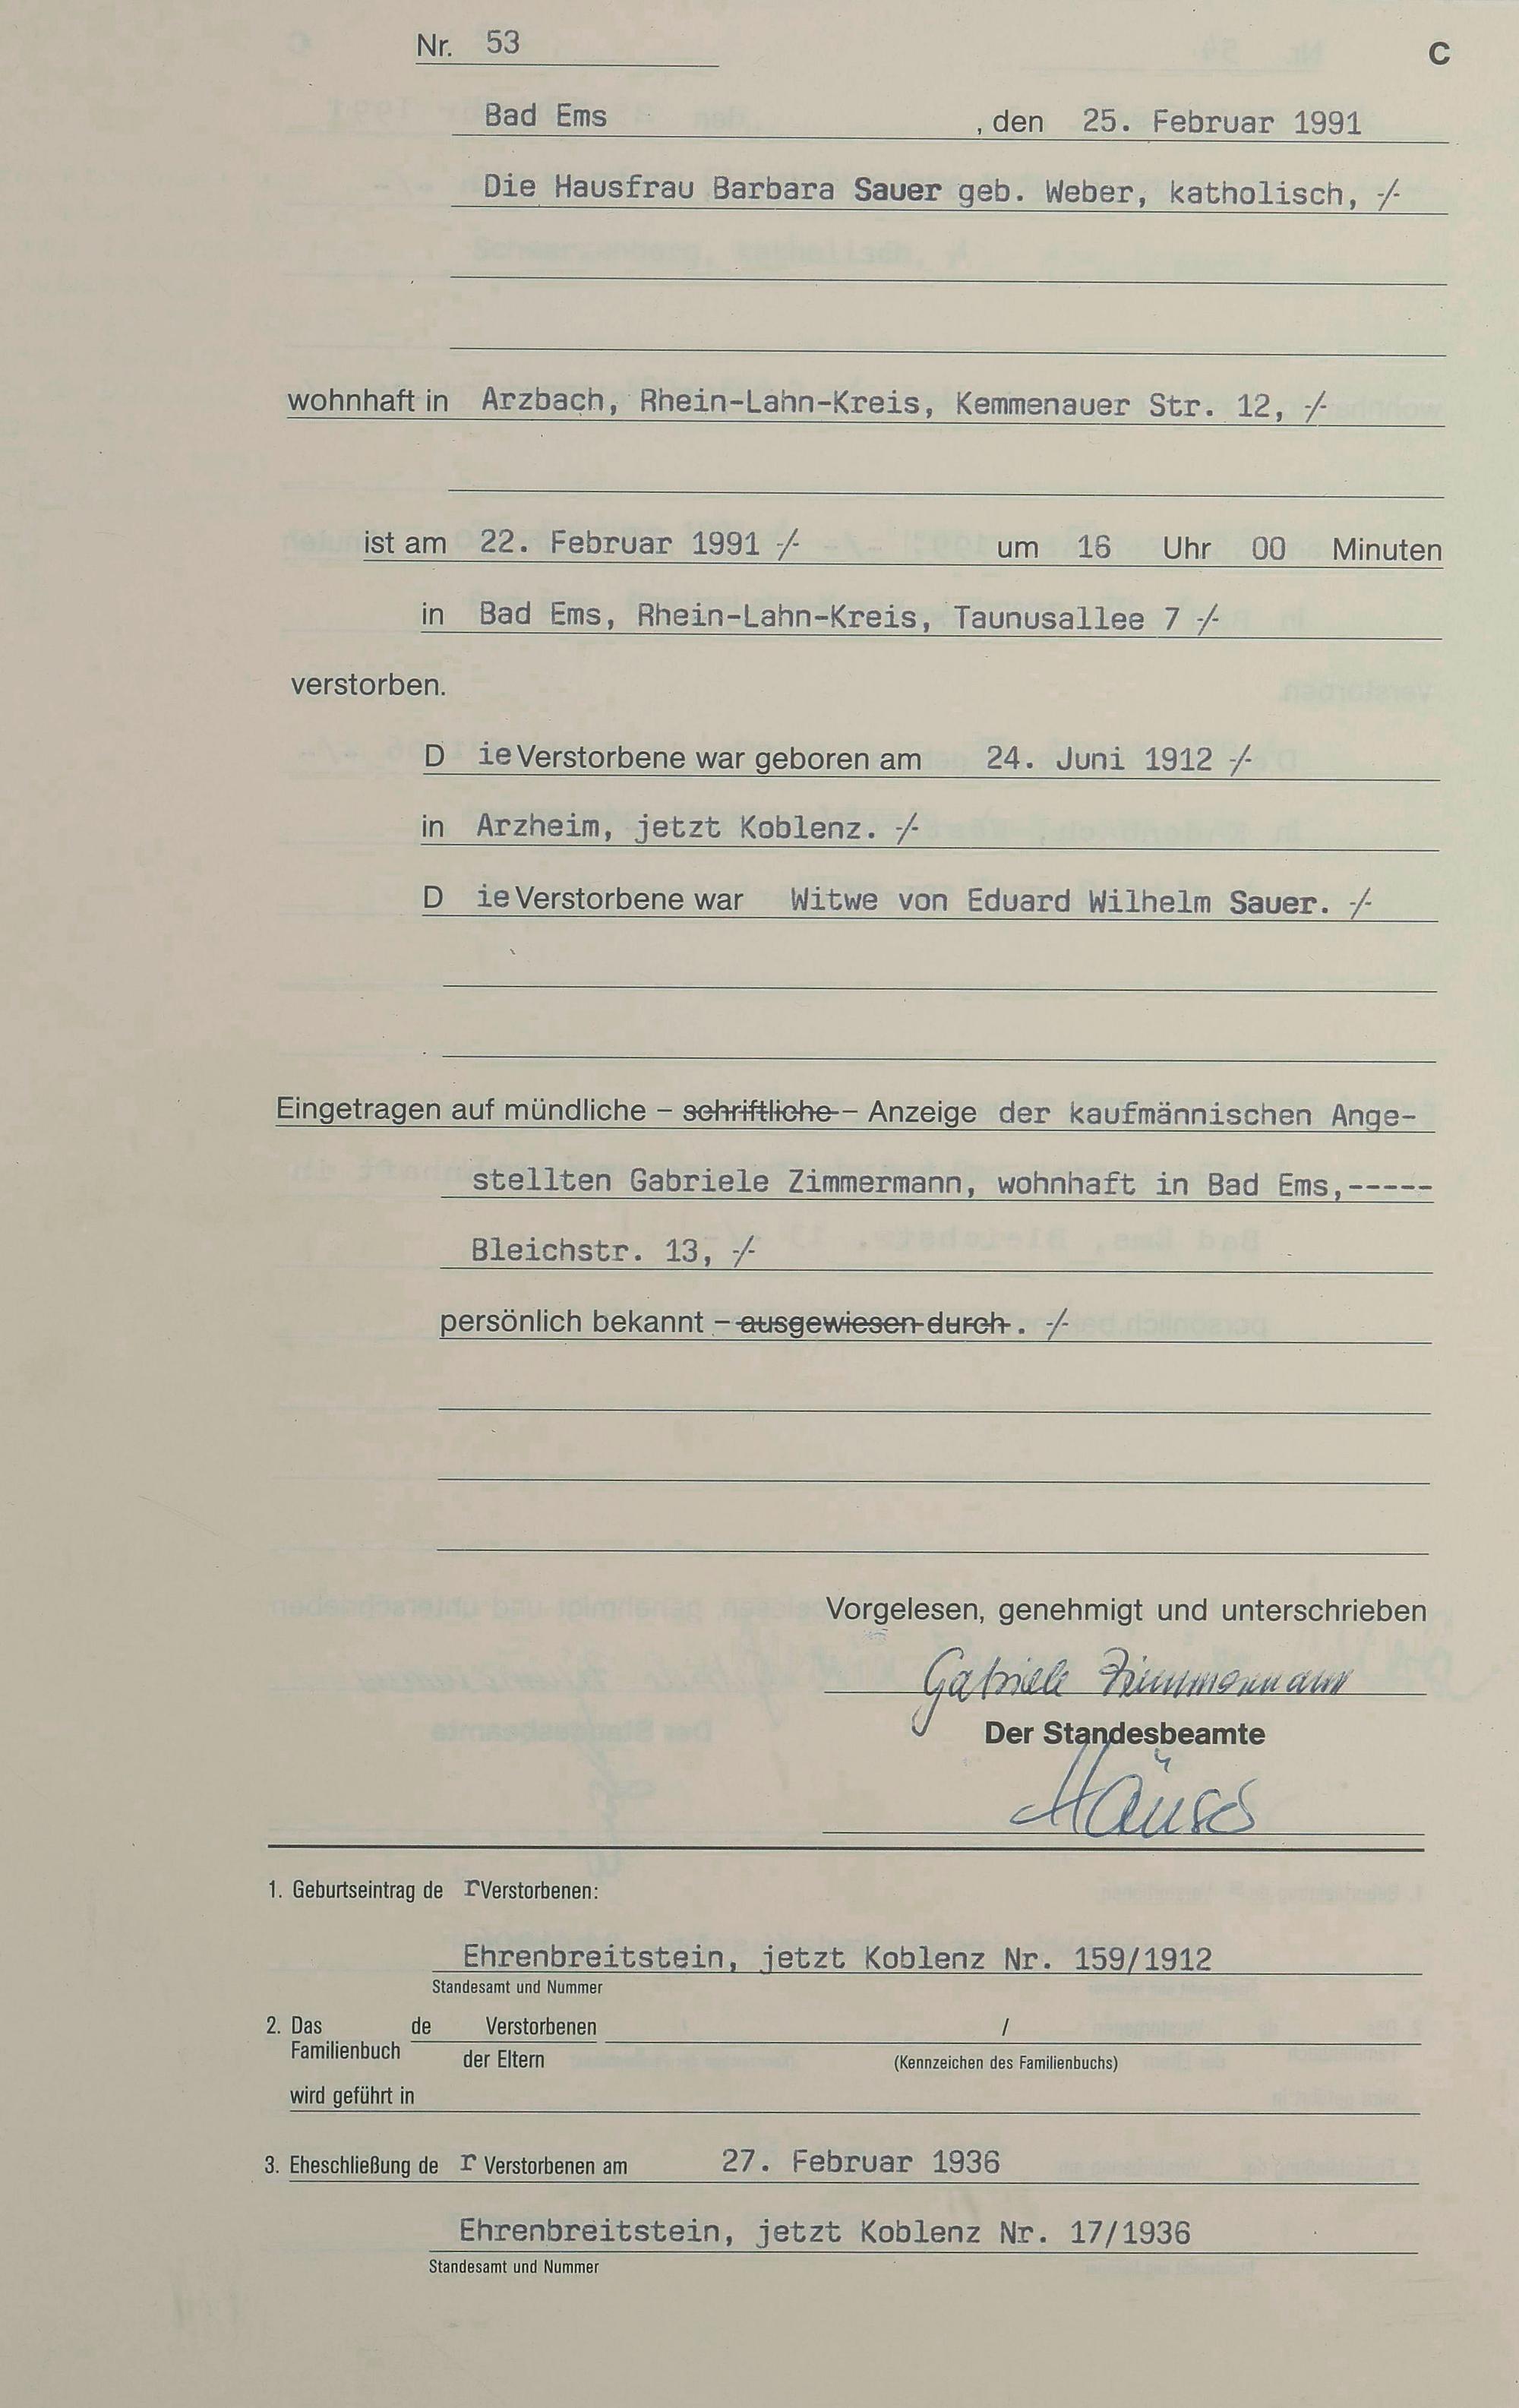 Nr. 53
C
Bad Ems , den 25. Februar 1991
Die Hausfrau Barbara Sauer geb. Weber, katholisch, -/-
wohnhaft in Arzbach, Rhein-Lahn-Kreis, Kemmenauer Str. 12, -/-
ist am 22. Februar 1991 -/- um 16 Uhr 00 Minuten
in Bad Ems, Rhein-Lahn-Kreis, Taunusallee 7 -/-
verstorben.
D ie Verstorbene war geboren am 24. Juni 1912 -/-
in Arzheim, jetzt Koblenz. -/-
D ie Verstorbene war Witwe von Eduard Wilhelm Sauer. -/-
Eingetragen auf mündliche – schriftliche – Anzeige der kaufmännischen Ange-
stellten Gabriele Zimmermann, wohnhaft in Bad Ems,-----
Bleichstr. 13, -/-
persönlich bekannt – ausgewiesen durch . -/-
Vorgelesen, genehmigt und unterschrieben
Gabriele Zimmermann
Der Standesbeamte
1. Geburtseintrag de r Verstorbenen:
Ehrenbreitstein, jetzt Koblenz Nr. 159/1912
Standesamt und Nummer
2. Das de Verstorbenen /
Familienbuch der Eltern (Kennzeichen des Familienbuchs)
wird geführt in
3. Eheschließung de r Verstorbenen am 27. Februar 1936
Ehrenbreitstein, jetzt Koblenz Nr. 17/1936
Standesamt und Nummer